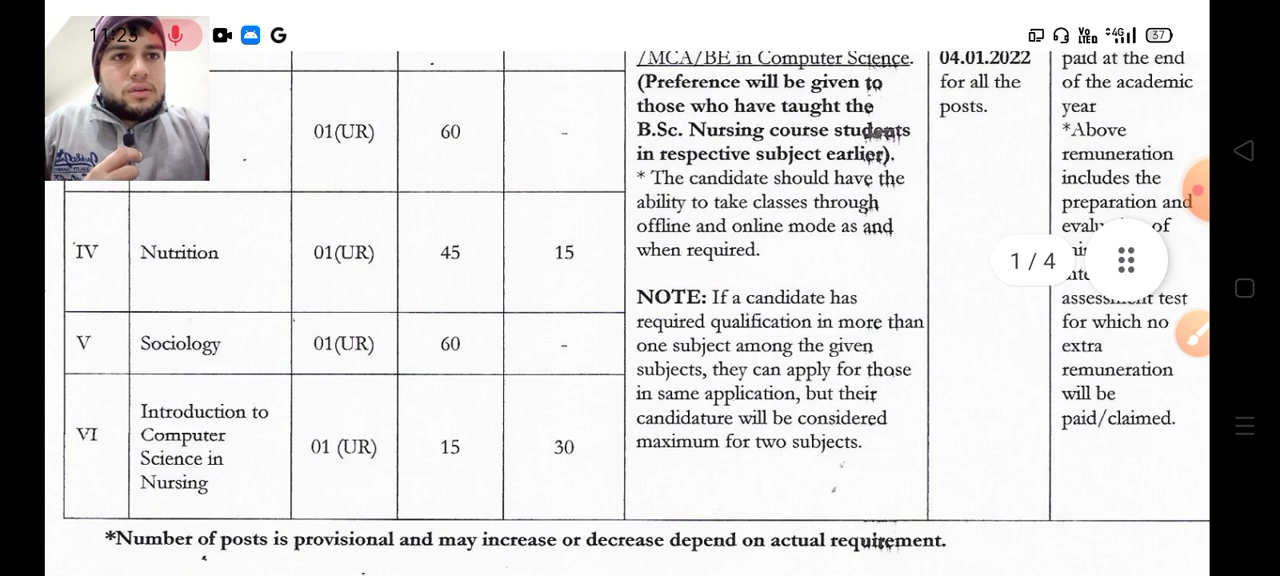 11:23
G
VoLTE 4G 37
/MCA/BE in Computer Science.
(Preference will be given to
those who have taught the
B.Sc. Nursing course students
in respective subject earlier).
* The candidate should have the
ability to take classes through
offline and online mode as and
when required.
NOTE: If a candidate has
required qualification in more than
one subject among the given
subjects, they can apply for those
in same application, but their
candidature will be considered
maximum for two subjects.
04.01.2022
for all the
posts.
paid at the end
of the academic
year
*Above
remuneration
includes the
preparation and
of
assessment test
for which no
extra
remuneration
will be
paid/claimed.
01(UR) 60 -
IV Nutrition 01(UR) 45 15
V Sociology 01(UR) 60 -
VI Introduction to
Computer
Science in
Nursing
01 (UR) 15 30
1 / 4
*Number of posts is provisional and may increase or decrease depend on actual requirement.